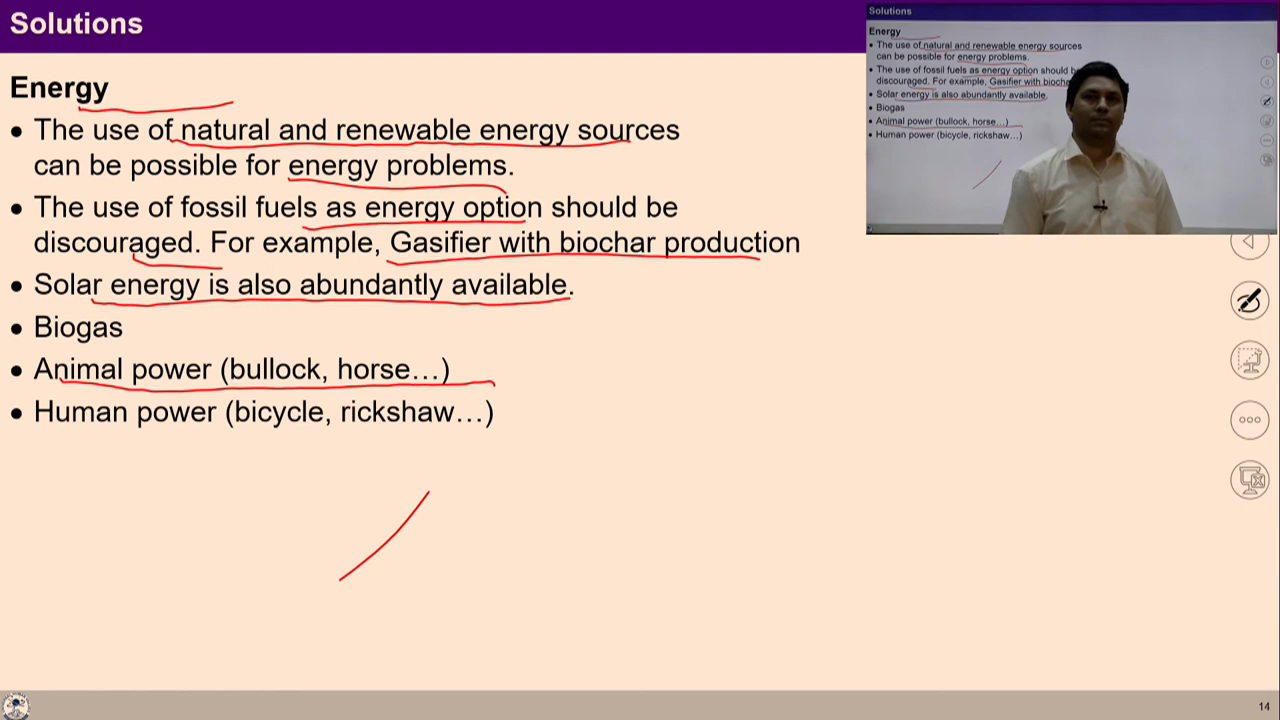 Solutions
Energy
• The use of natural and renewable energy sources
can be possible for energy problems.
• The use of fossil fuels as energy option should be
discouraged. For example, Gasifier with biochar production
• Solar energy is also abundantly available.
• Biogas
• Animal power (bullock, horse…)
• Human power (bicycle, rickshaw…)
14
Solutions
Energy
• The use of natural and renewable energy sources
can be possible for energy problems.
• The use of fossil fuels as energy option should
discouraged. For example, Gasifier with
• Solar energy is also abundantly available.
• Biogas
• Animal power (bullock, horse…)
• Human power (bicycle, rickshaw…)